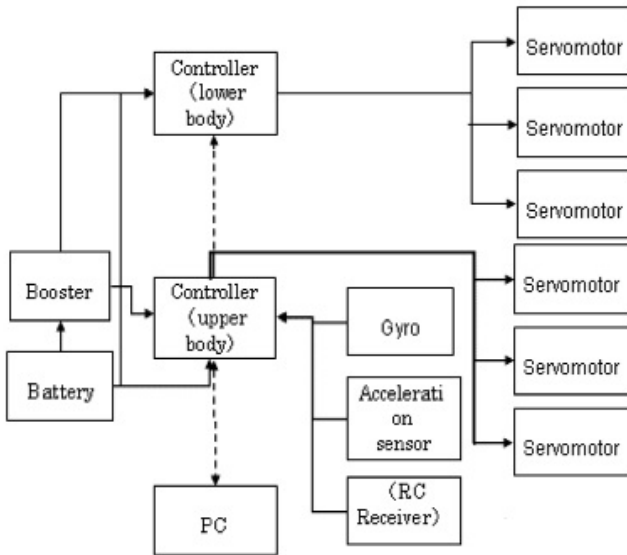 Servomotor
Controller
(lower
body)
Servomotor
Servomotor
Booster
Controller
(upper
body)
Servomotor
Gyro
Servomotor
Battery
Accelerati
on
sensor
Servomotor
PC
(RC
Receiver)